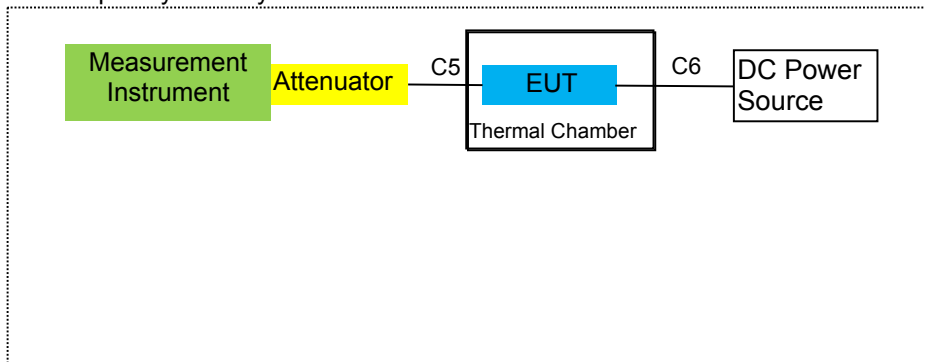 Measurement
Instrument
Attenuator
C5
EUT
Thermal Chamber
C6
DC Power
Source